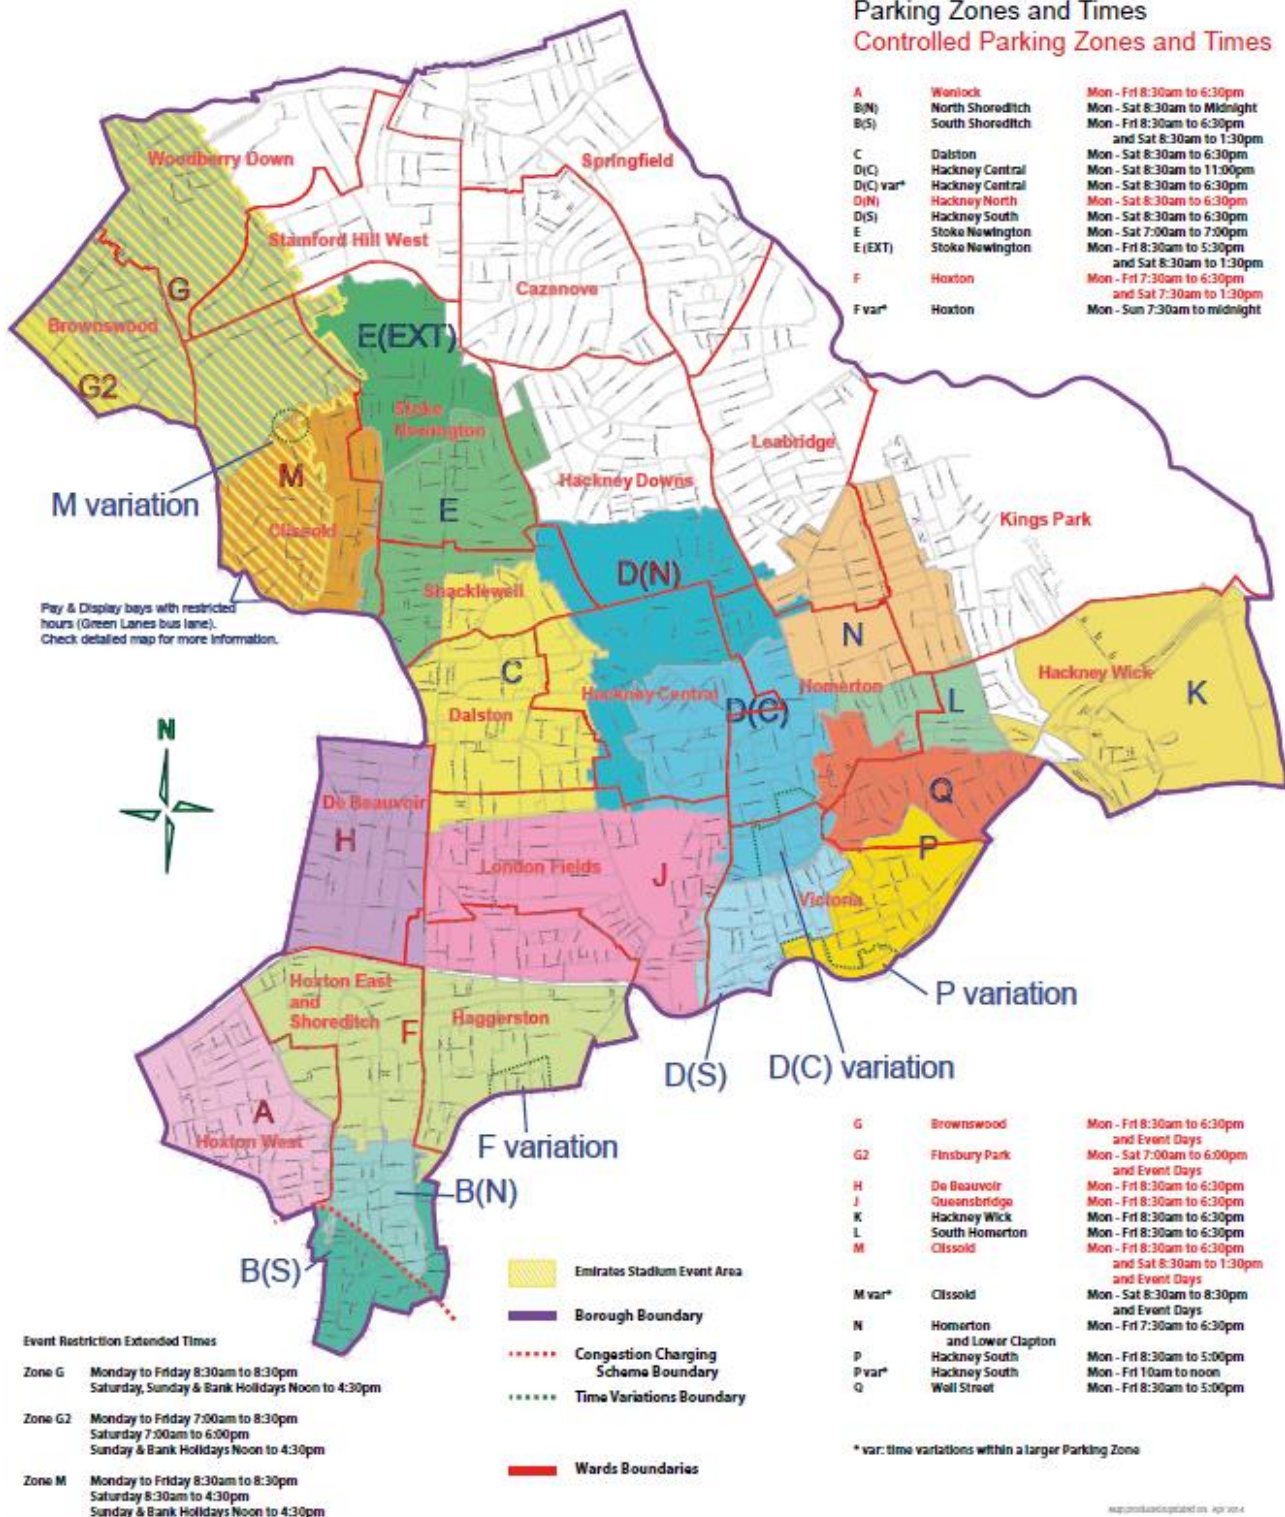 Parking Zones and Times
Controlled Parking Zones and Times
A Wenlock Mon - Fri 8:30am to 6:30pm
B(N) North Shoreditch Mon - Sat 8:30am to Midnight
B(S) South Shoreditch Mon - Fri 8:30am to 6:30pm
and Sat 8:30am to 1:30pm
C Dalston Mon - Sat 8:30am to 6:30pm
D(C) Hackney Central Mon - Sat 8:30am to 11:00pm
D(C) var* Hackney Central Mon - Sat 8:30am to 6:30pm
D(N) Hackney North Mon - Sat 8:30am to 6:30pm
D(S) Hackney South Mon - Sat 8:30am to 6:30pm
E Stoke Newington Mon - Sat 7:00am to 7:00pm
E (EXT) Stoke Newington Mon - Fri 8:30am to 5:30pm
and Sat 8:30am to 1:30pm
F Hoxton Mon - Fri 7:30am to 6:30pm
and Sat 7:30am to 1:30pm
F var* Hoxton Mon - Sun 7:30am to midnight
Woodberry Down
Springfield
Stamford Hill West
G
Cazenove
Brownswood
E(EXT)
G2
Stoke
Newington
Leabridge
M
Hackney Downs
M variation
E
Clissold
Kings Park
D(N)
Shacklewell
Pay & Display bays with restricted
hours (Green Lanes bus lane).
Check detailed map for more information.
N
C
Hackney Wick
Hackney Central
Homerton
K
L
Dalston
D(C)
N
De Beauvoir
Q
H
P
London Fields
J
Victoria
P variation
Hoxton East
and
Shoreditch
F
Haggerston
D(S)
D(C) variation
A
Hoxton West
F variation
B(N)
B(S)
G Brownswood Mon - Fri 8:30am to 6:30pm
and Event Days
G2 Finsbury Park Mon - Sat 7:00am to 6:00pm
and Event Days
H De Beauvoir Mon - Fri 8:30am to 6:30pm
J Queensbridge Mon - Fri 8:30am to 6:30pm
K Hackney Wick Mon - Fri 8:30am to 6:30pm
L South Homerton Mon - Fri 8:30am to 6:30pm
M Clissold Mon - Fri 8:30am to 6:30pm
and Sat 8:30am to 1:30pm
and Event Days
M var* Clissold Mon - Sat 8:30am to 8:30pm
and Event Days
N Homerton Mon - Fri 7:30am to 6:30pm
and Lower Clapton
P Hackney South Mon - Fri 8:30am to 5:00pm
P var* Hackney South Mon - Fri 10am to noon
Q Well Street Mon - Fri 8:30am to 5:00pm
* var: time variations within a larger Parking Zone
Emirates Stadium Event Area
Borough Boundary
Congestion Charging
Scheme Boundary
Time Variations Boundary
Wards Boundaries
Event Restriction Extended Times
Zone G Monday to Friday 8:30am to 8:30pm
Saturday, Sunday & Bank Holidays Noon to 4:30pm
Zone G2 Monday to Friday 7:00am to 8:30pm
Saturday 7:00am to 6:00pm
Sunday & Bank Holidays Noon to 4:30pm
Zone M Monday to Friday 8:30am to 8:30pm
Saturday 8:30am to 4:30pm
Sunday & Bank Holidays Noon to 4:30pm